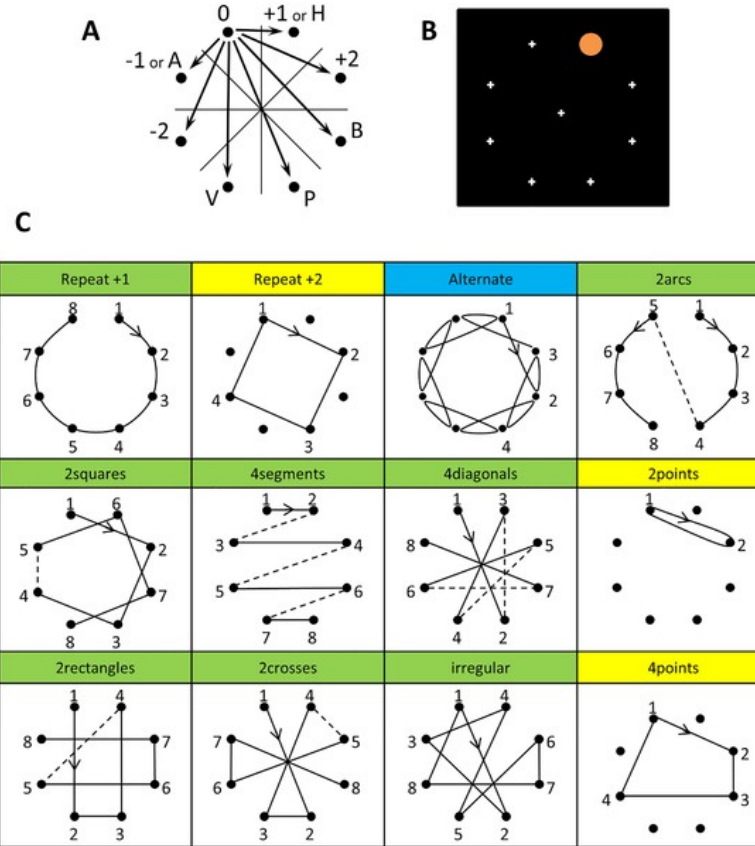 A
0
+1 or H
-1 or A
+2
-2
B
V
P
B
C
Repeat +1
Repeat +2
Alternate
2arcs
8 1
7 2
6 3
5 4
1
2
4
3
1
3
2
4
5 1
6 2
7 3
8 4
2squares
4segments
4diagonals
2points
1 6
5 2
4 7
8 3
1 2
3 4
5 6
7 8
1 3
8 5
6 7
4 2
1
2
2rectangles
2crosses
irregular
4points
1 4
8 7
5 6
2 3
1 4
7 5
6 8
3 2
1 4
3 6
8 7
5 2
1
2
4 3